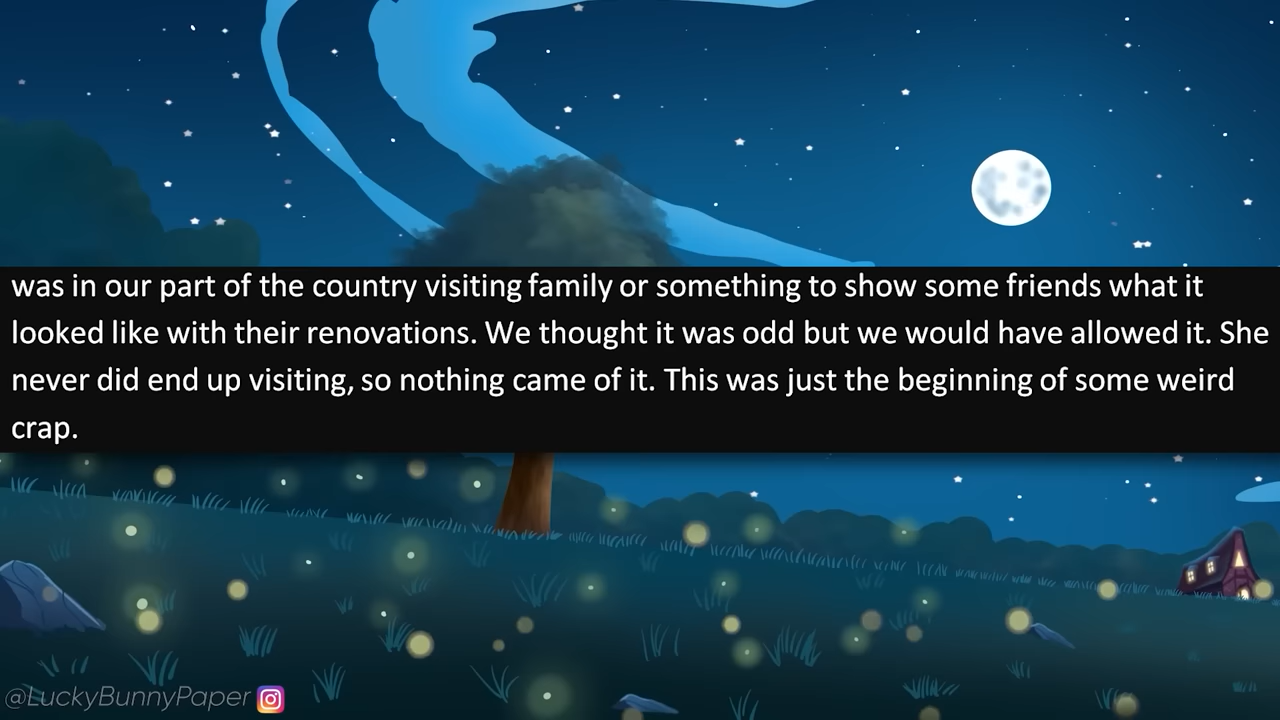 was in our part of the country visiting family or something to show some friends what it
looked like with their renovations. We thought it was odd but we would have allowed it. She
never did end up visiting, so nothing came of it. This was just the beginning of some weird
crap.
@LuckyBunnyPaper